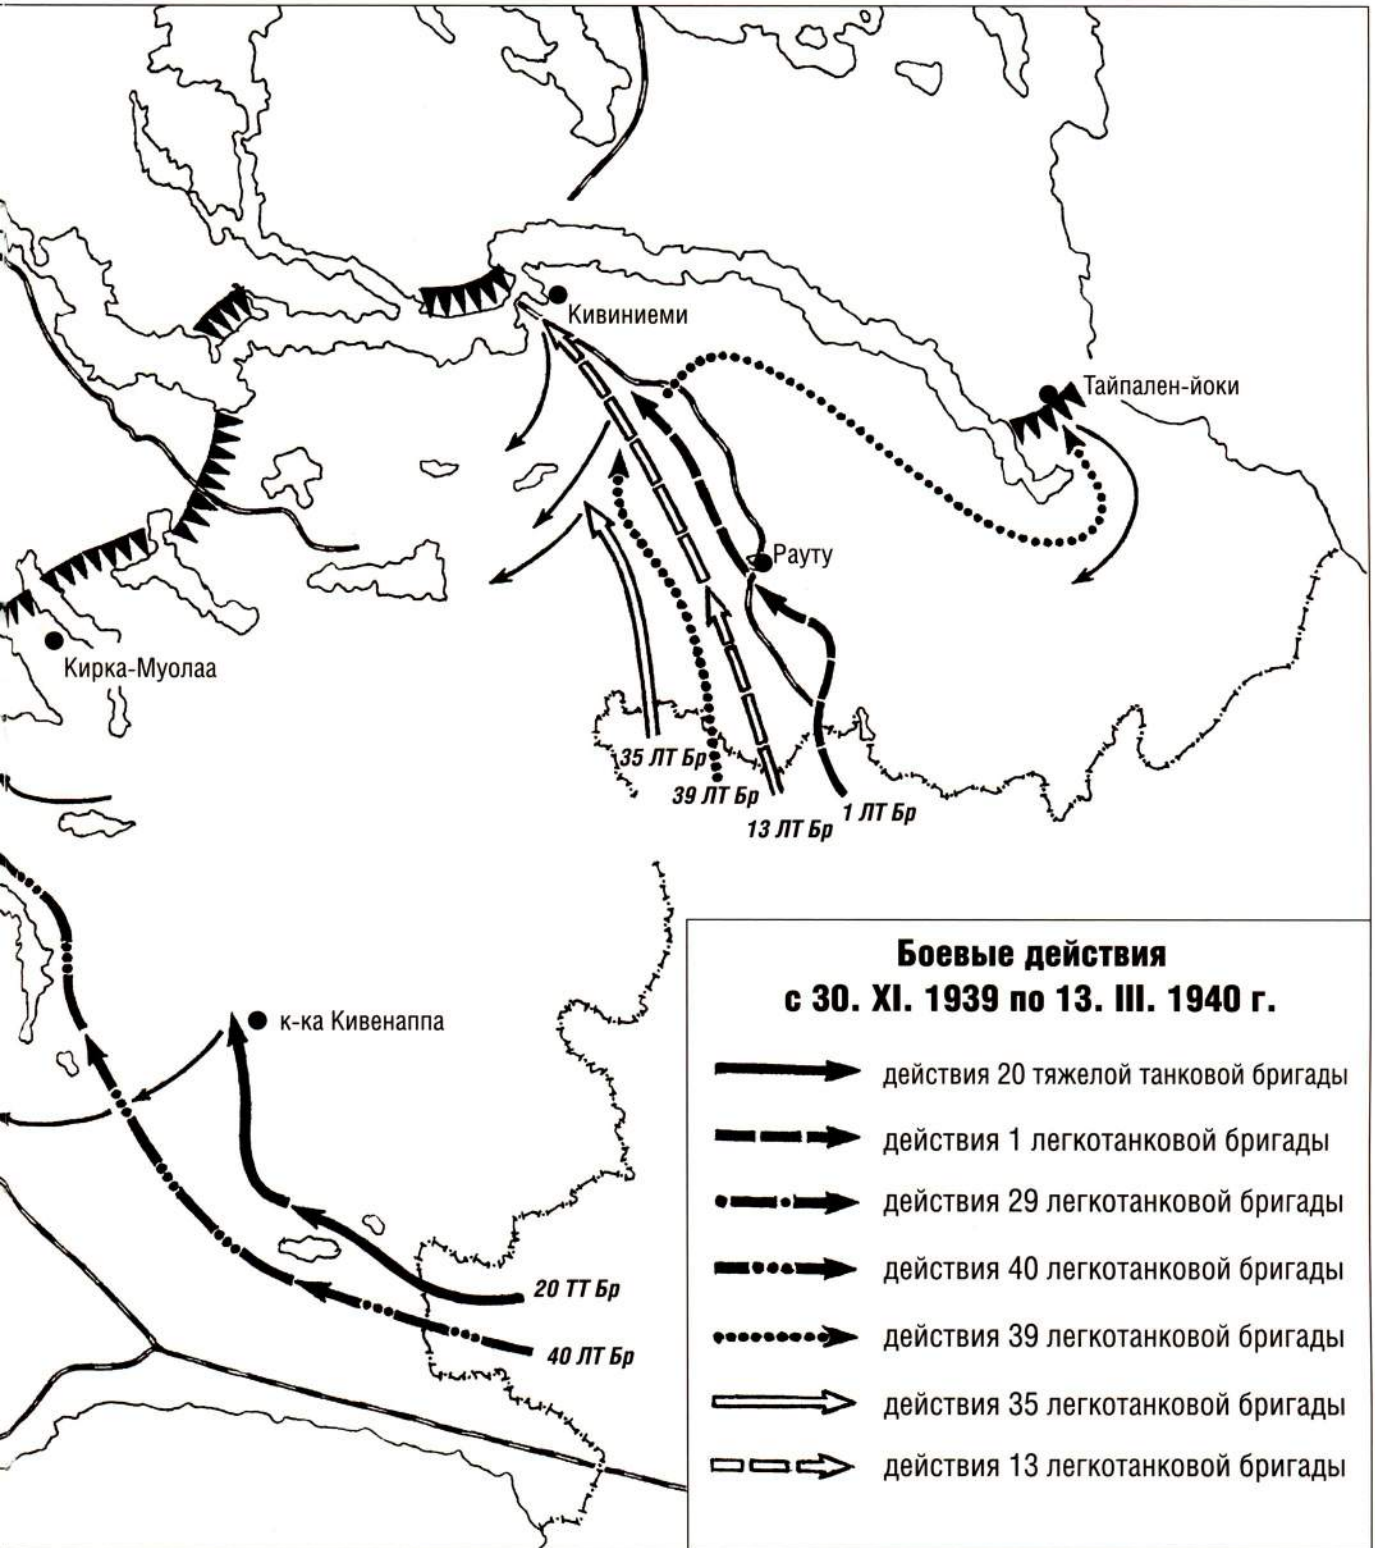 Кивиниеми
Тайпален-йоки
Рауту
Кирка-Муолаа
35 ЛТ Бр
39 ЛТ Бр
13 ЛТ Бр
1 ЛТ Бр
к-ка Кивенаппа
20 ТТ Бр
40 ЛТ Бр
Боевые действия
с 30. XI. 1939 по 13. III. 1940 г.
действия 20 тяжелой танковой бригады
действия 1 легкотанковой бригады
действия 29 легкотанковой бригады
действия 40 легкотанковой бригады
действия 39 легкотанковой бригады
действия 35 легкотанковой бригады
действия 13 легкотанковой бригады